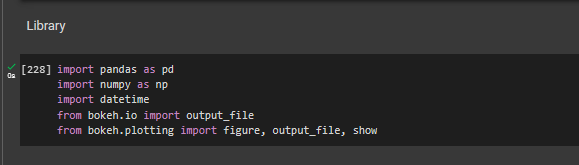 Library
0s
[228] import pandas as pd
import numpy as np
import datetime
from bokeh.io import output_file
from bokeh.plotting import figure, output_file, show